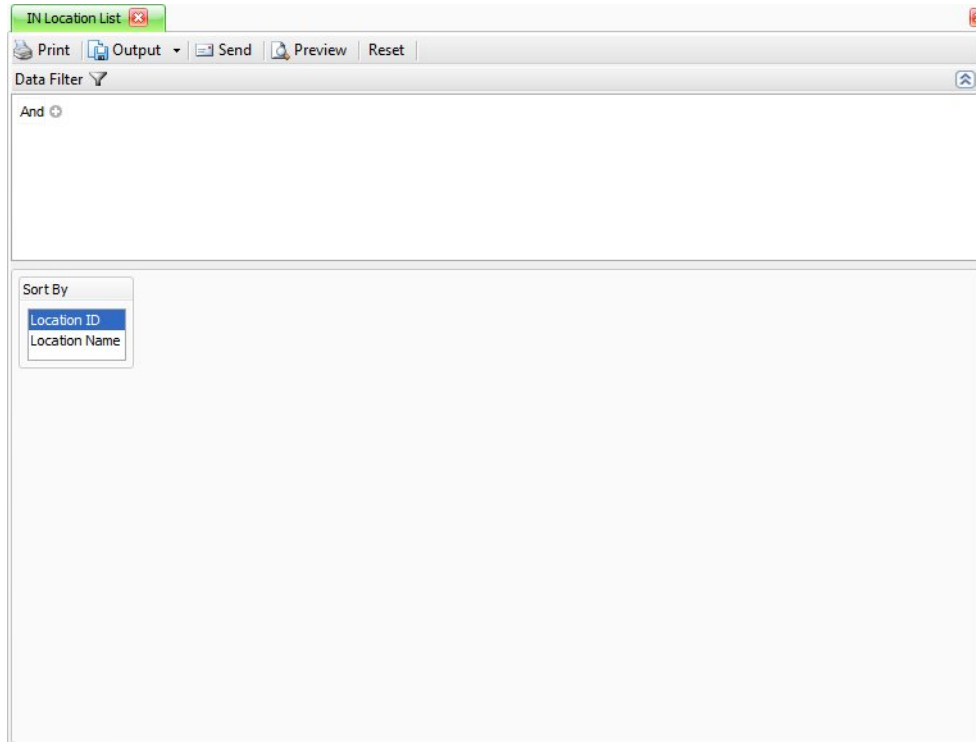 IN Location List
Print Output Send Preview Reset
Data Filter
And
Sort By
Location ID
Location Name